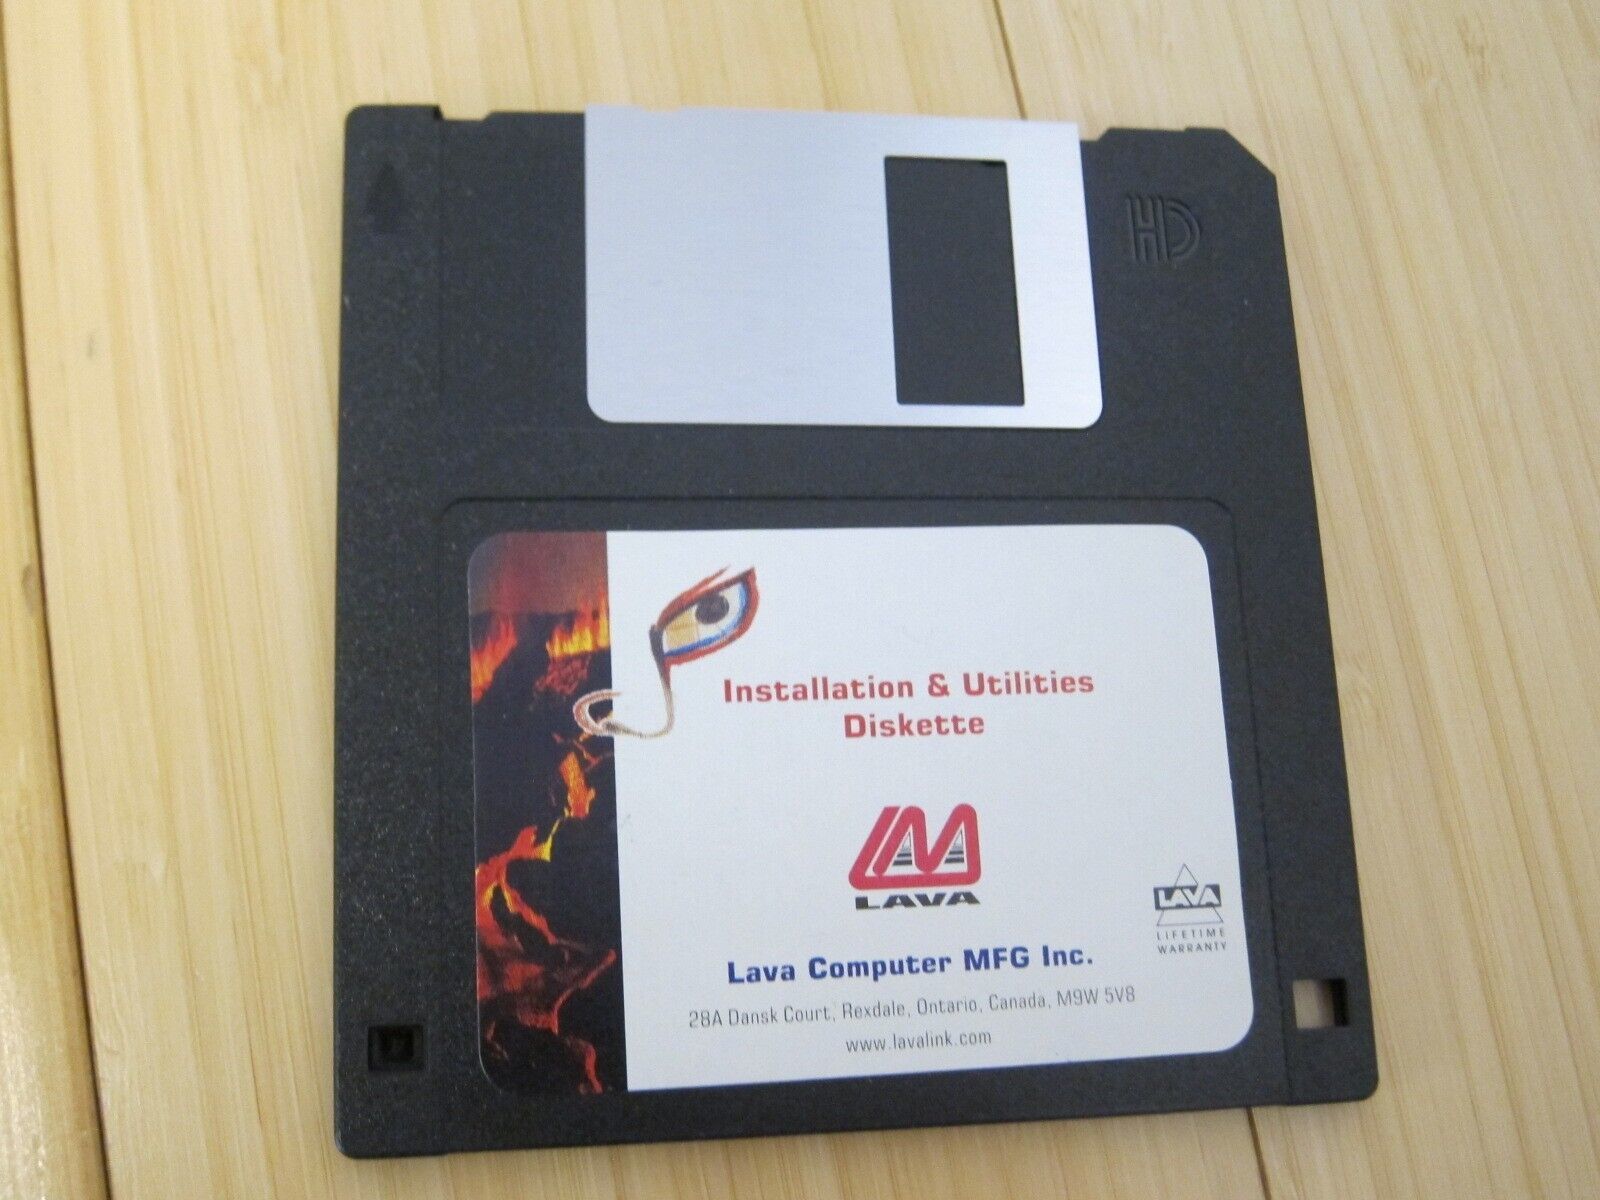 HD
Installation & Utilities
Diskette
LM
LAVA
LAVA
LIFETIME
WARRANTY
Lava Computer MFG Inc.
28A Dansk Court, Rexdale, Ontario, Canada, M9W 5V8
www.lavalink.com